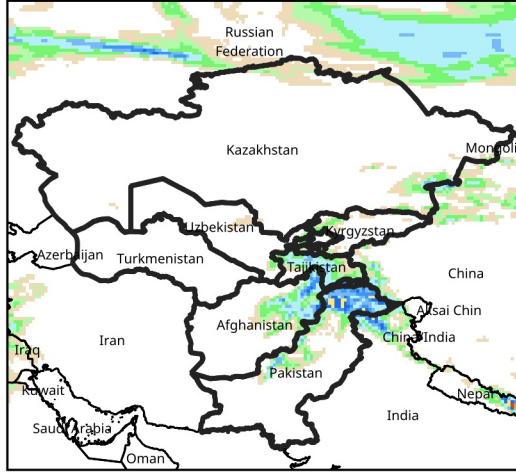 Russian
Federation
Kazakhstan
Mongoli
Uzbekistan
Kyrgyzstan
Azerbaijan
Turkmenistan
Tajikistan
China
Aksai Chin
Afghanistan
China/India
Iran
Iraq
Pakistan
Kuwait
Nepal
India
Saudi Arabia
Oman